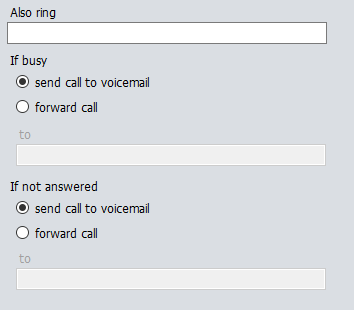 Also ring
If busy
send call to voicemail
forward call
to
If not answered
send call to voicemail
forward call
to